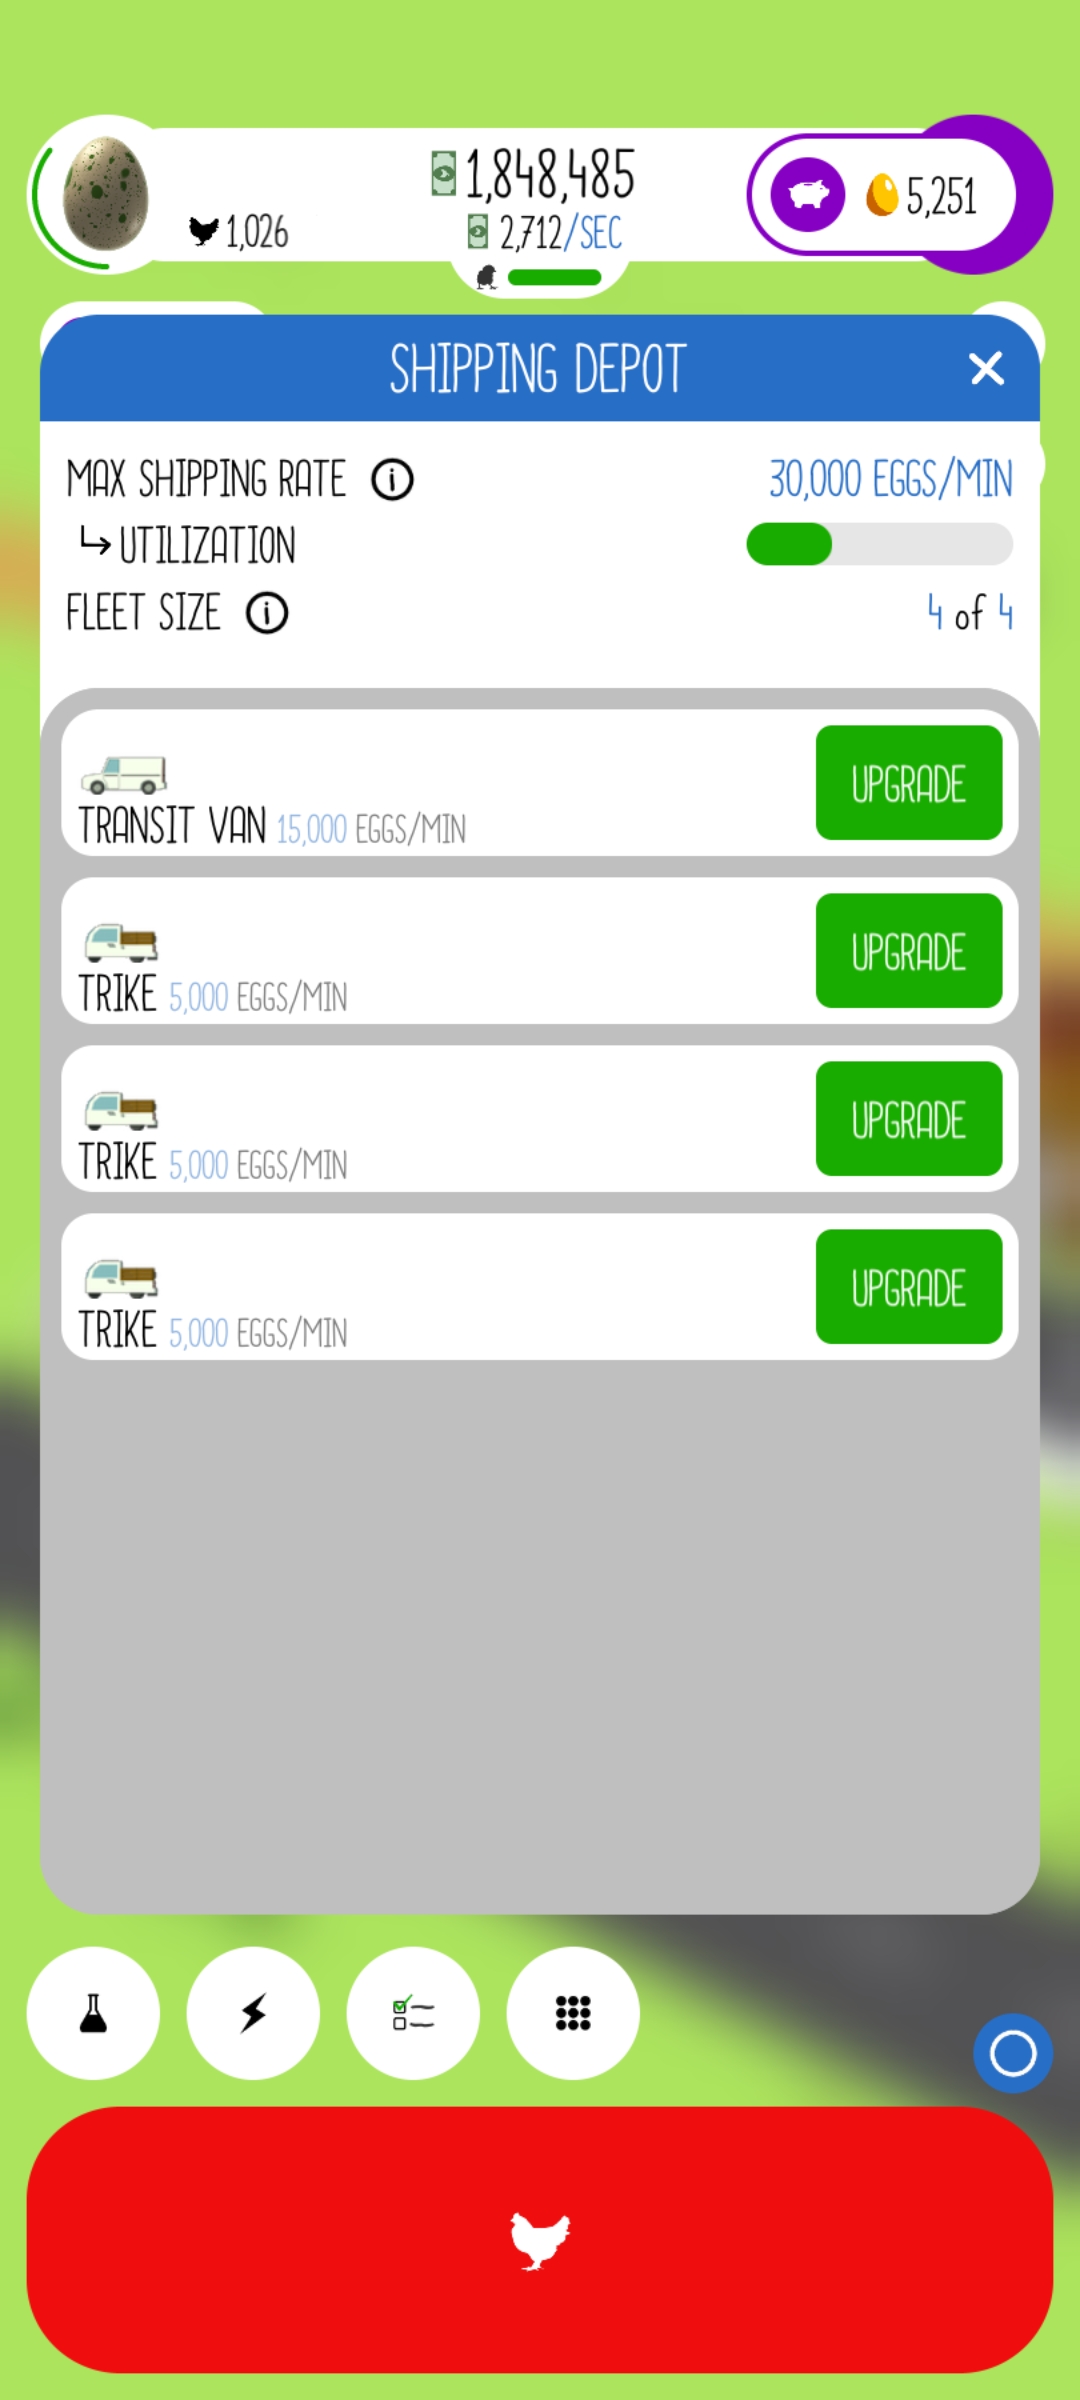 1,848,485
1,026
2,712/SEC
5,251
SHIPPING DEPOT
MAX SHIPPING RATE
30,000 EGGS/MIN
UTILIZATION
FLEET SIZE
4 of 4
TRANSIT VAN 15,000 EGGS/MIN
UPGRADE
TRIKE 5,000 EGGS/MIN
UPGRADE
TRIKE 5,000 EGGS/MIN
UPGRADE
TRIKE 5,000 EGGS/MIN
UPGRADE